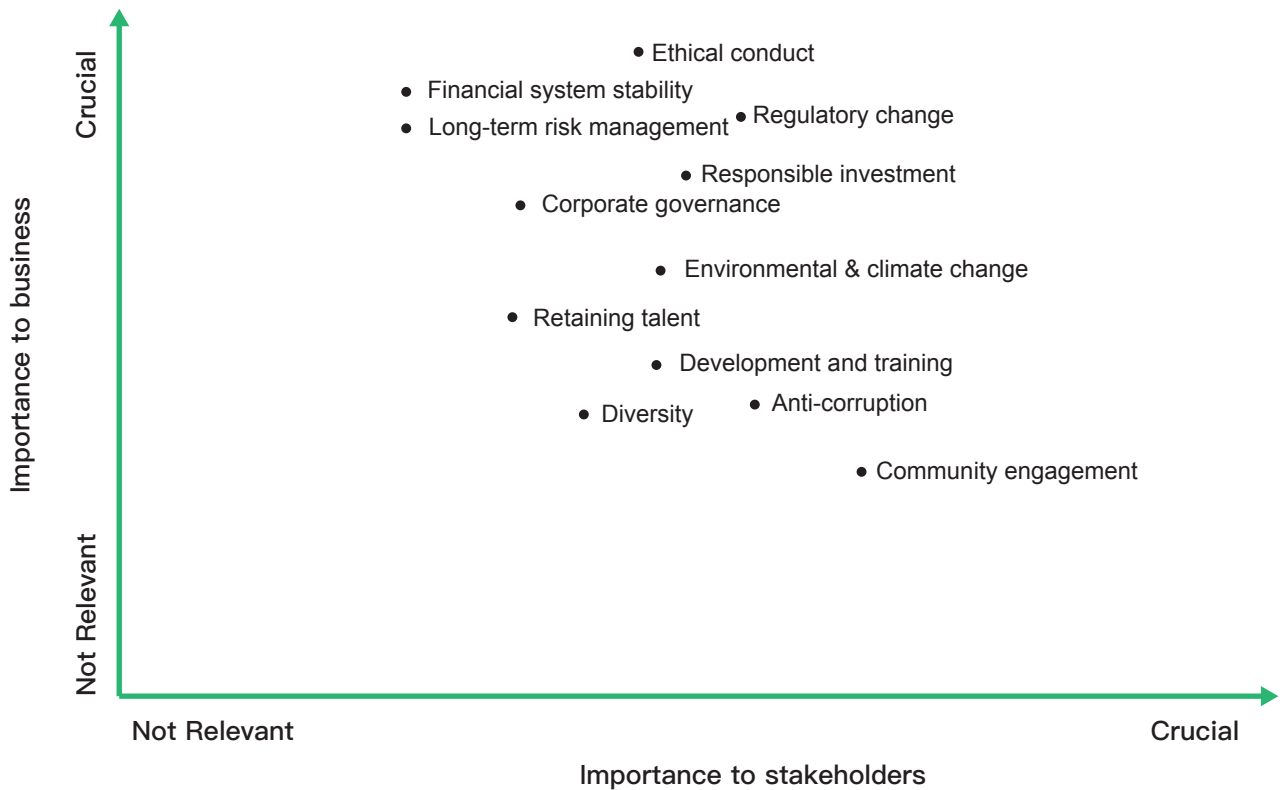 Importance to business
Crucial
Not Relevant
Ethical conduct
Financial system stability
Regulatory change
Long-term risk management
Responsible investment
Corporate governance
Environmental & climate change
Retaining talent
Development and training
Anti-corruption
Diversity
Community engagement
Not Relevant
Crucial
Importance to stakeholders